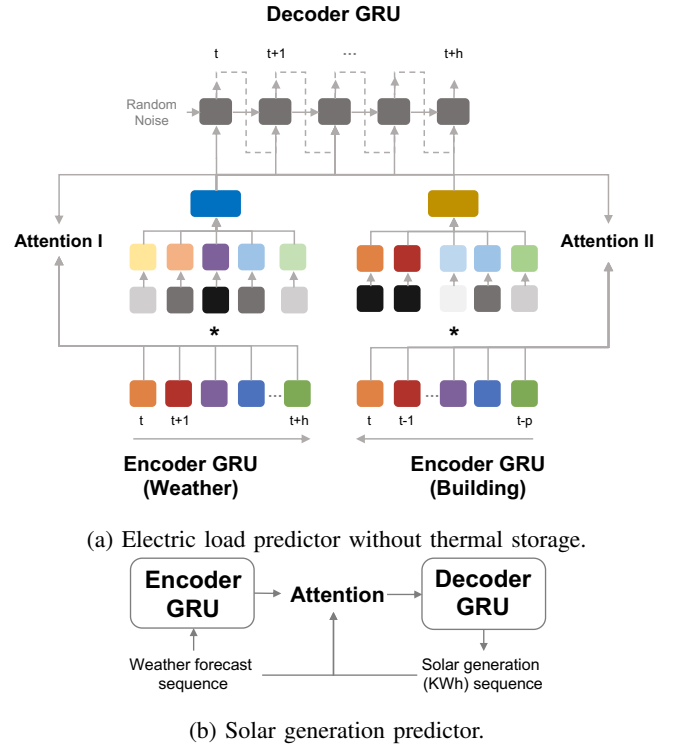 Decoder GRU
t t+1 ... t+h
Random
Noise
Attention I
Attention II
* *
... ...
t t+1 t+h t t-1 t-p
Encoder GRU
(Weather)
Encoder GRU
(Building)
(a) Electric load predictor without thermal storage.
Encoder
GRU
Attention
Decoder
GRU
Weather forecast
sequence
Solar generation
(KWh) sequence
(b) Solar generation predictor.